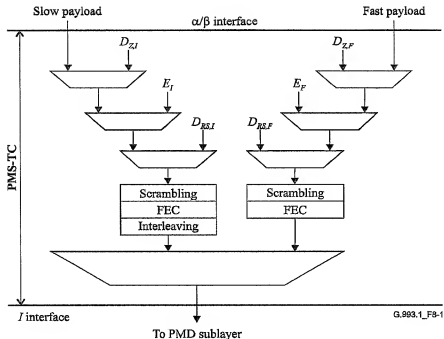 Slow payload
α/β interface
Fast payload
D_Z,I
D_Z,F
E_I
E_F
D_RS,I
D_RS,F
PMS-TC
Scrambling
FEC
Interleaving
Scrambling
FEC
I interface
G.993.1_F8-1
To PMD sublayer